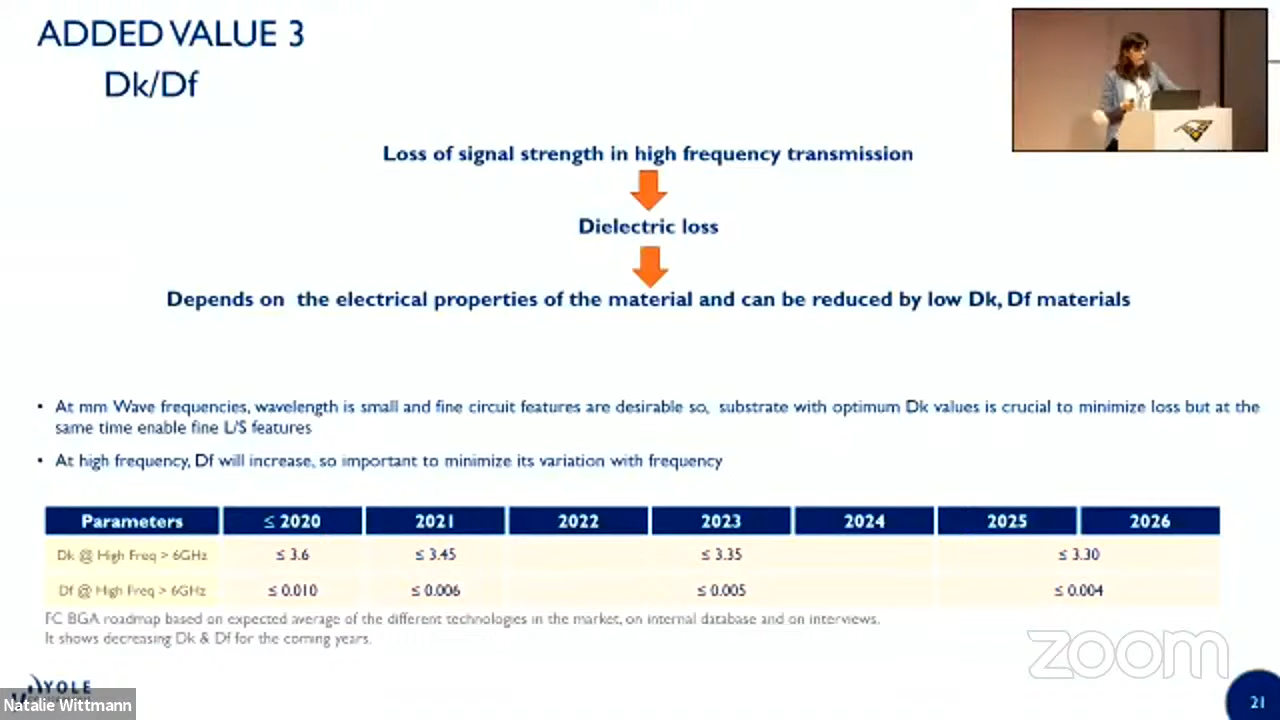 ADDED VALUE 3
Dk/Df
Loss of signal strength in high frequency transmission
Dielectric loss
Depends on the electrical properties of the material and can be reduced by low Dk, Df materials
• At mm Wave frequencies, wavelength is small and fine circuit features are desirable so, substrate with optimum Dk values is crucial to minimize loss but at the
same time enable fine L/S features
• At high frequency, Df will increase, so important to minimize its variation with frequency
Parameters ≤ 2020 2021 2022 2023 2024 2025 2026
Dk @ High Freq > 6GHz ≤ 3.6 ≤ 3.45 ≤ 3.35 ≤ 3.30
Df @ High Freq > 6GHz ≤ 0.010 ≤ 0.006 ≤ 0.005 ≤ 0.004
FC BGA roadmap based on expected average of the different technologies in the market, on internal database and on interviews.
It shows decreasing Dk & Df for the coming years.
zoom
YOLE
Natalie Wittmann
21